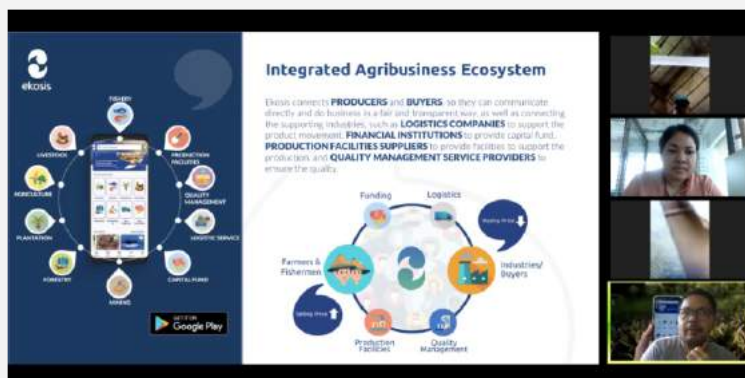 ekosis
FISHERY
LIVESTOCK
PRODUCTION
FACILITIES
AGRICULTURE
QUALITY
MANAGEMENT
PLANTATION
LOGISTIC SERVICE
FORESTRY
CAPITAL FUND
MINING
GET IT ON
Google Play
Integrated Agribusiness Ecosystem
Ekosis connects PRODUCERS and BUYERS, so they can communicate
directly and do business in a fair and transparent way, as well as connecting
the supporting industries, such as LOGISTICS COMPANIES to support the
product movement, FINANCIAL INSTITUTIONS to provide capital fund,
PRODUCTION FACILITIES SUPPLIERS to provide facilities to support the
production, and QUALITY MANAGEMENT SERVICE PROVIDERS to
ensure the quality.
Funding
Logistics
Buying Price
Farmers &
Fishermen
Industries/
Buyers
Selling Price
Production
Facilities
Quality
Management